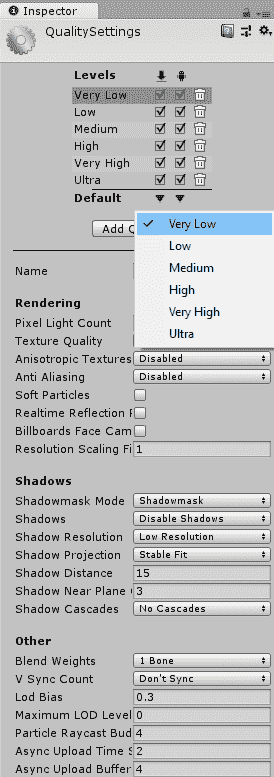 Inspector
QualitySettings
Levels
Very Low
Low
Medium
High
Very High
Ultra
Default
Add Q
Very Low
Low
Medium
High
Very High
Ultra
Name
Rendering
Pixel Light Count
Texture Quality
Anisotropic Textures Disabled
Anti Aliasing Disabled
Soft Particles
Realtime Reflection P
Billboards Face Cam
Resolution Scaling Fi 1
Shadows
Shadowmask Mode Shadowmask
Shadows Disable Shadows
Shadow Resolution Low Resolution
Shadow Projection Stable Fit
Shadow Distance 15
Shadow Near Plane 3
Shadow Cascades No Cascades
Other
Blend Weights 1 Bone
V Sync Count Don't Sync
Lod Bias 0.3
Maximum LOD Level 0
Particle Raycast Bud 4
Async Upload Time S 2
Async Upload Buffer 4